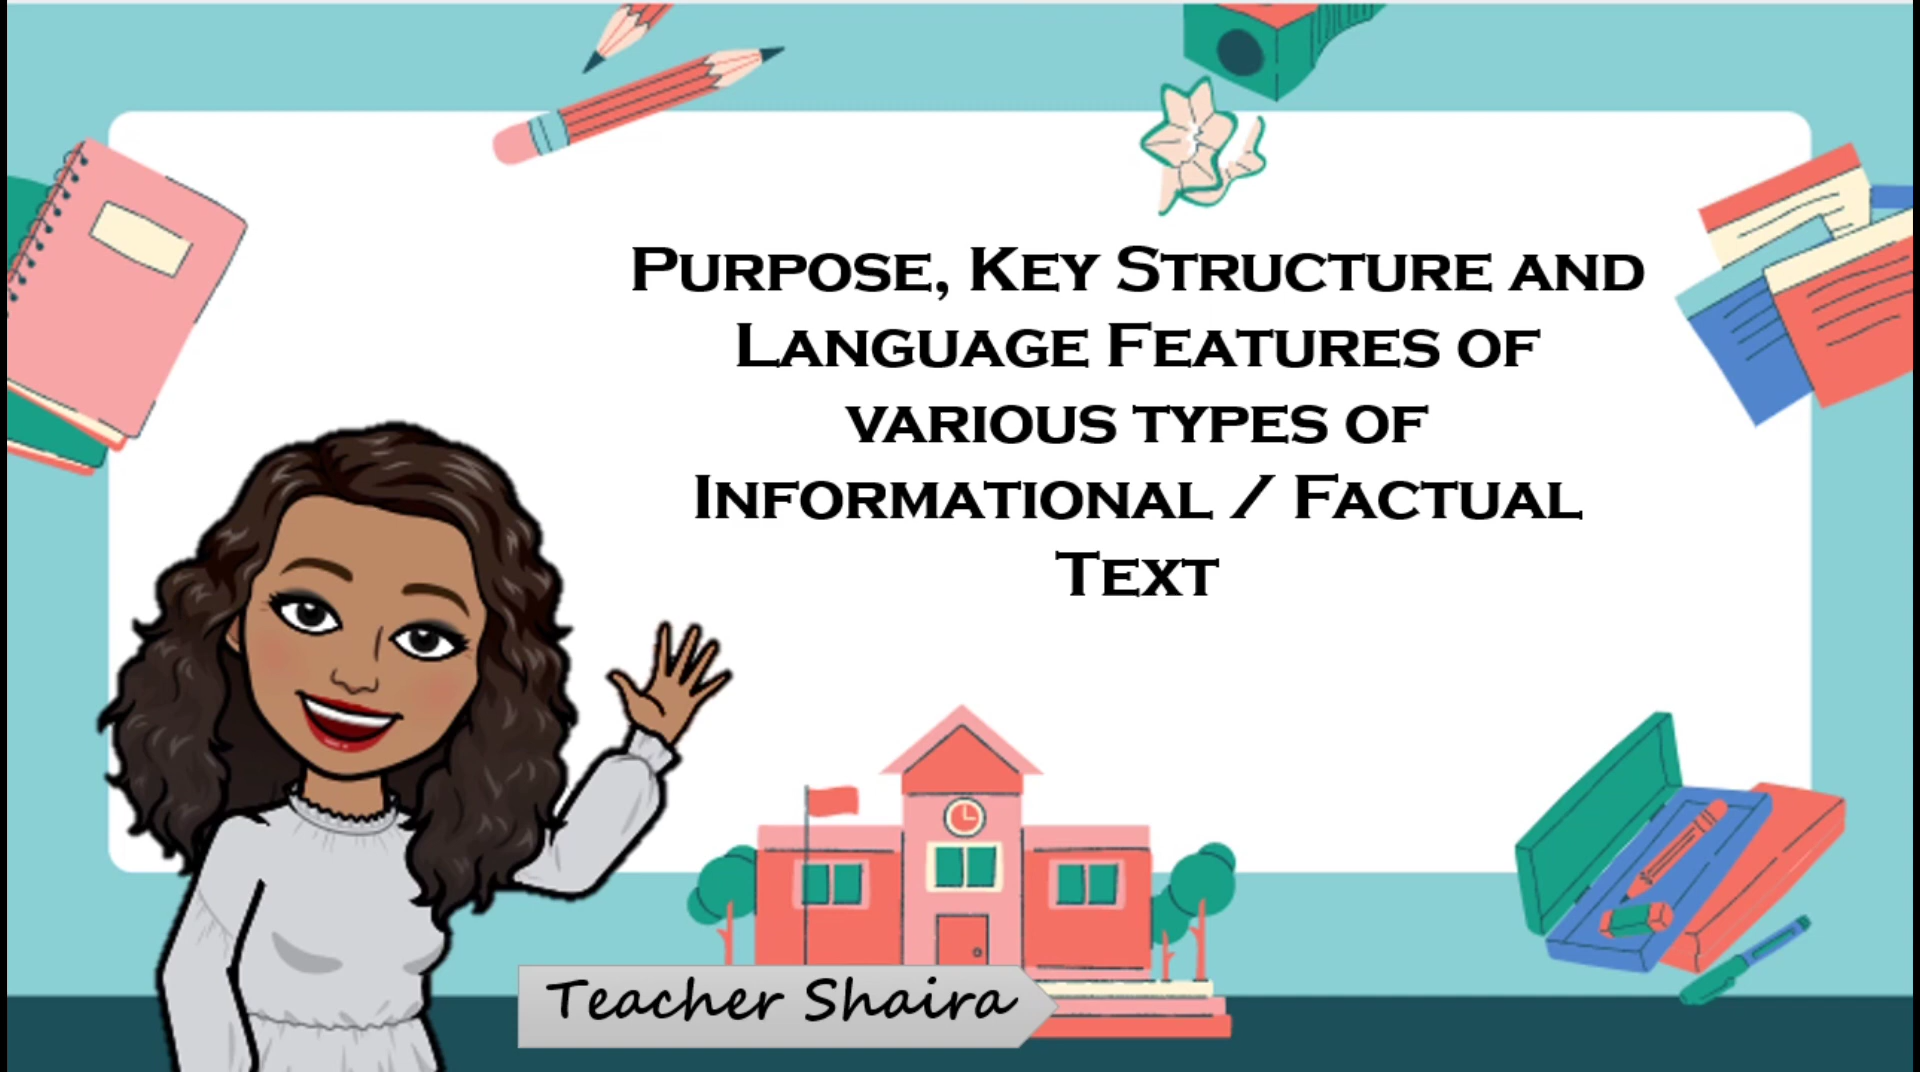 Purpose, Key Structure and
Language Features of
various types of
Informational / Factual
Text
Teacher Shaira